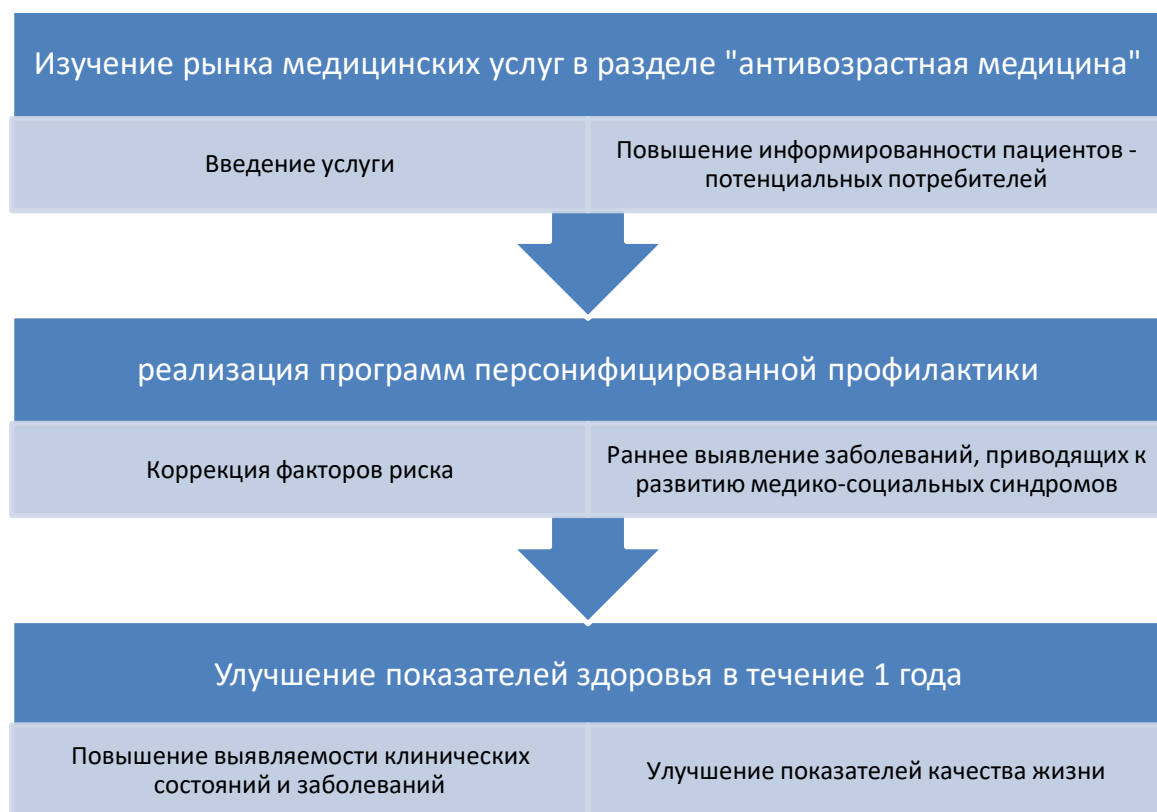 Изучение рынка медицинских услуг в разделе "антивозрастная медицина"
Введение услуги
Повышение информированности пациентов -
потенциальных потребителей
реализация программ персонифицированной профилактики
Коррекция факторов риска
Раннее выявление заболеваний, приводящих к
развитию медико-социальных синдромов
Улучшение показателей здоровья в течение 1 года
Повышение выявляемости клинических
состояний и заболеваний
Улучшение показателей качества жизни